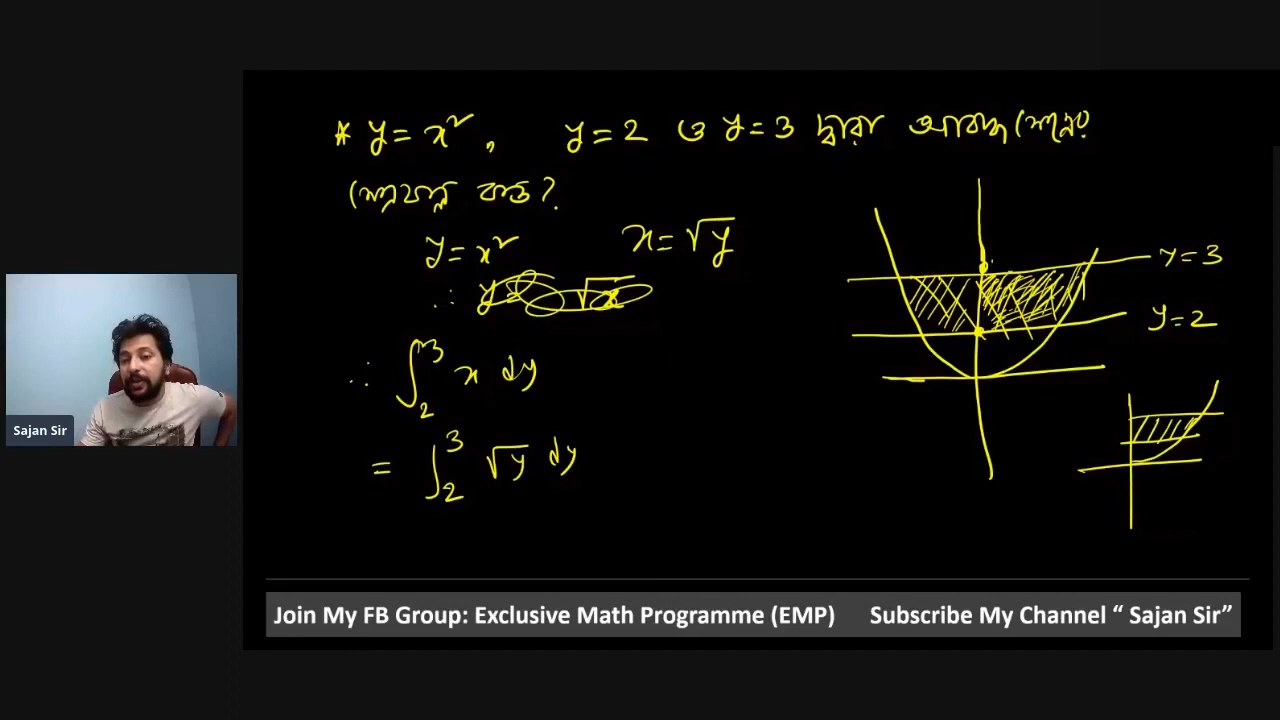 * y = x², y = 2 ও y = 3 দ্বারা আবদ্ধ ক্ষেত্রের
ক্ষেত্রফল কত?
y = x² x = √y
∴
y = 3
y = 2
∴ ∫₂³ x dy
= ∫₂³ √y dy
Sajan Sir
Join My FB Group: Exclusive Math Programme (EMP) Subscribe My Channel “ Sajan Sir”